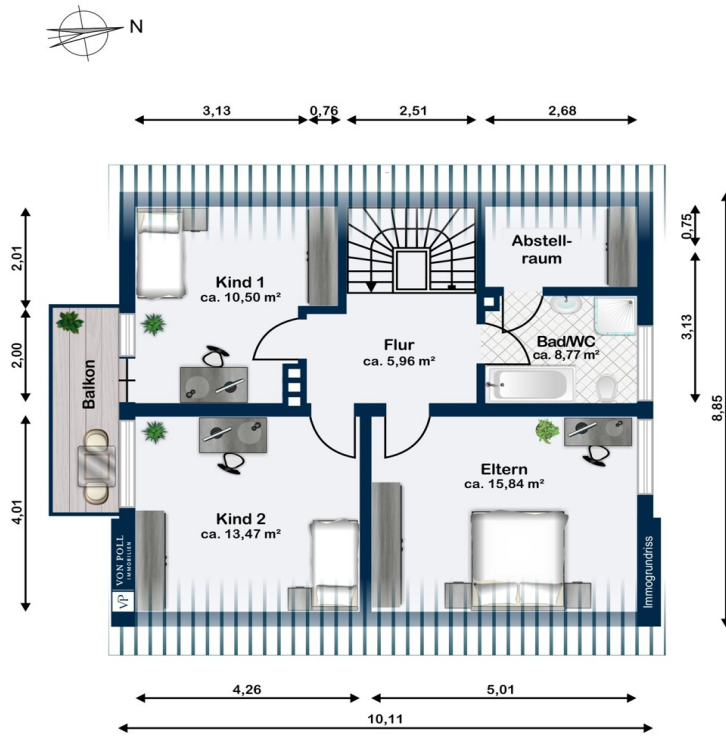 N
3,13
0,76
2,51
2,68
2,01
2,00
4,01
0,75
3,13
8,85
Kind 1
ca. 10,50 m²
Abstell-
raum
Flur
ca. 5,96 m²
Bad/WC
ca. 8,77 m²
Balkon
Kind 2
ca. 13,47 m²
Eltern
ca. 15,84 m²
VP
VON POLL
IMMOBILIEN
Immogrundriss
4,26
5,01
10,11